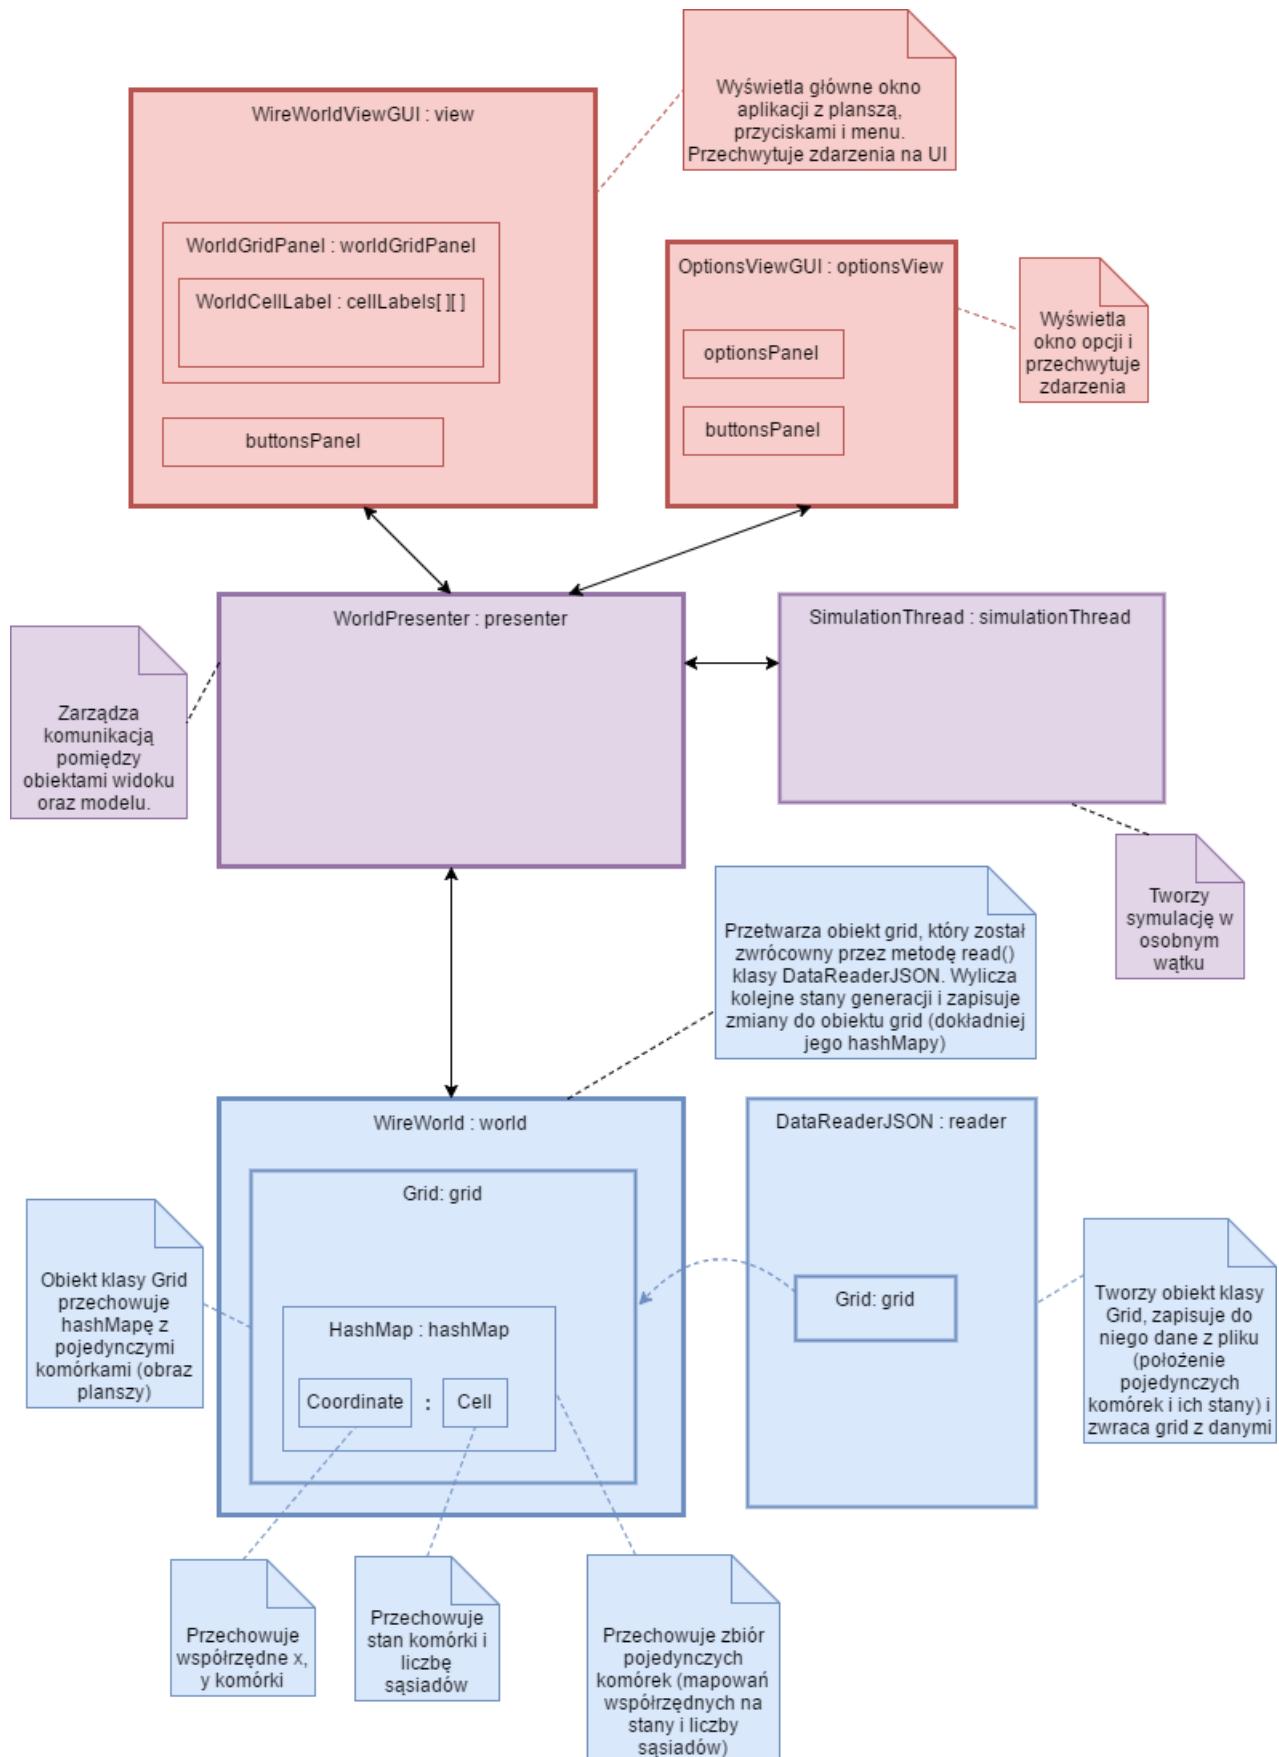 Wyświetla główne okno
aplikacji z planszą,
przyciskami i menu.
Przechwytuje zdarzenia na UI
WireWorldViewGUI : view
WorldGridPanel : worldGridPanel
WorldCellLabel : cellLabels[ ][ ]
buttonsPanel
OptionsViewGUI : optionsView
optionsPanel
buttonsPanel
Wyświetla
okno opcji i
przechwytuje
zdarzenia
WorldPresenter : presenter
SimulationThread : simulationThread
Zarządza
komunikacją
pomiędzy
obiektami widoku
oraz modelu.
Tworzy
symulację w
osobnym
wątku
Przetwarza obiekt grid, który został
zwrócowny przez metodę read()
klasy DataReaderJSON. Wylicza
kolejne stany generacji i zapisuje
zmiany do obiektu grid (dokładniej
jego hashMapy)
WireWorld : world
Grid: grid
HashMap : hashMap
Coordinate : Cell
DataReaderJSON : reader
Grid: grid
Obiekt klasy Grid
przechowuje
hashMapę z
pojedynczymi
komórkami (obraz
planszy)
Tworzy obiekt klasy
Grid, zapisuje do
niego dane z pliku
(położenie
pojedynczych
komórek i ich stany) i
zwraca grid z danymi
Przechowuje
współrzędne x,
y komórki
Przechowuje
stan komórki i
liczbę
sąsiadów
Przechowuje zbiór
pojedynczych
komórek (mapowań
współrzędnych na
stany i liczby
sąsiadów)